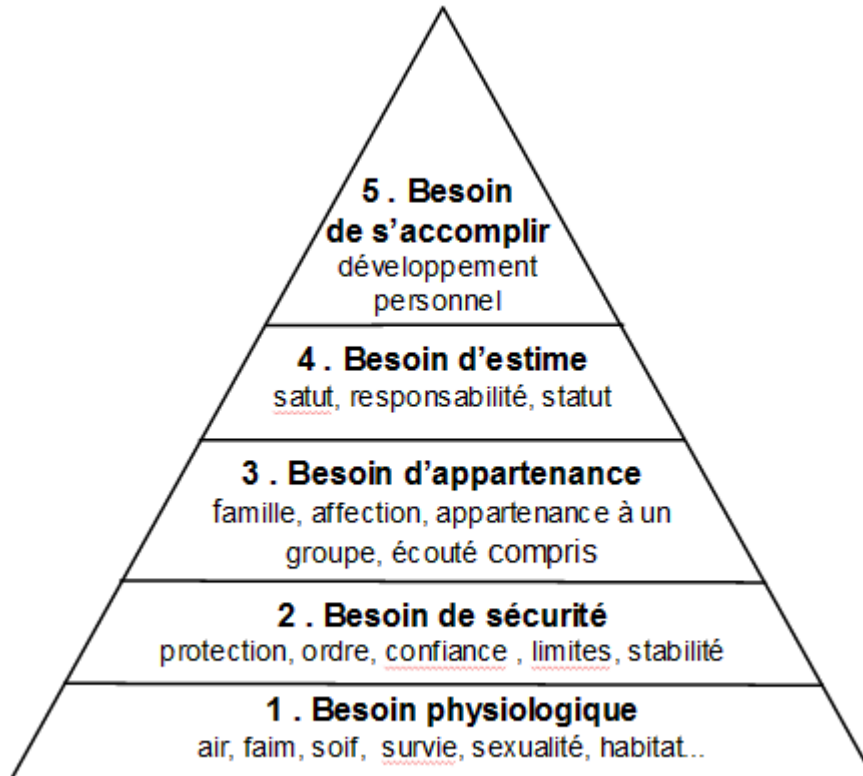 5 . Besoin
de s’accomplir
développement
personnel
4 . Besoin d’estime
satut, responsabilité, statut
3 . Besoin d’appartenance
famille, affection, appartenance à un
groupe, écouté compris
2 . Besoin de sécurité
protection, ordre, confiance , limites, stabilité
1 . Besoin physiologique
air, faim, soif, survie, sexualité, habitat...